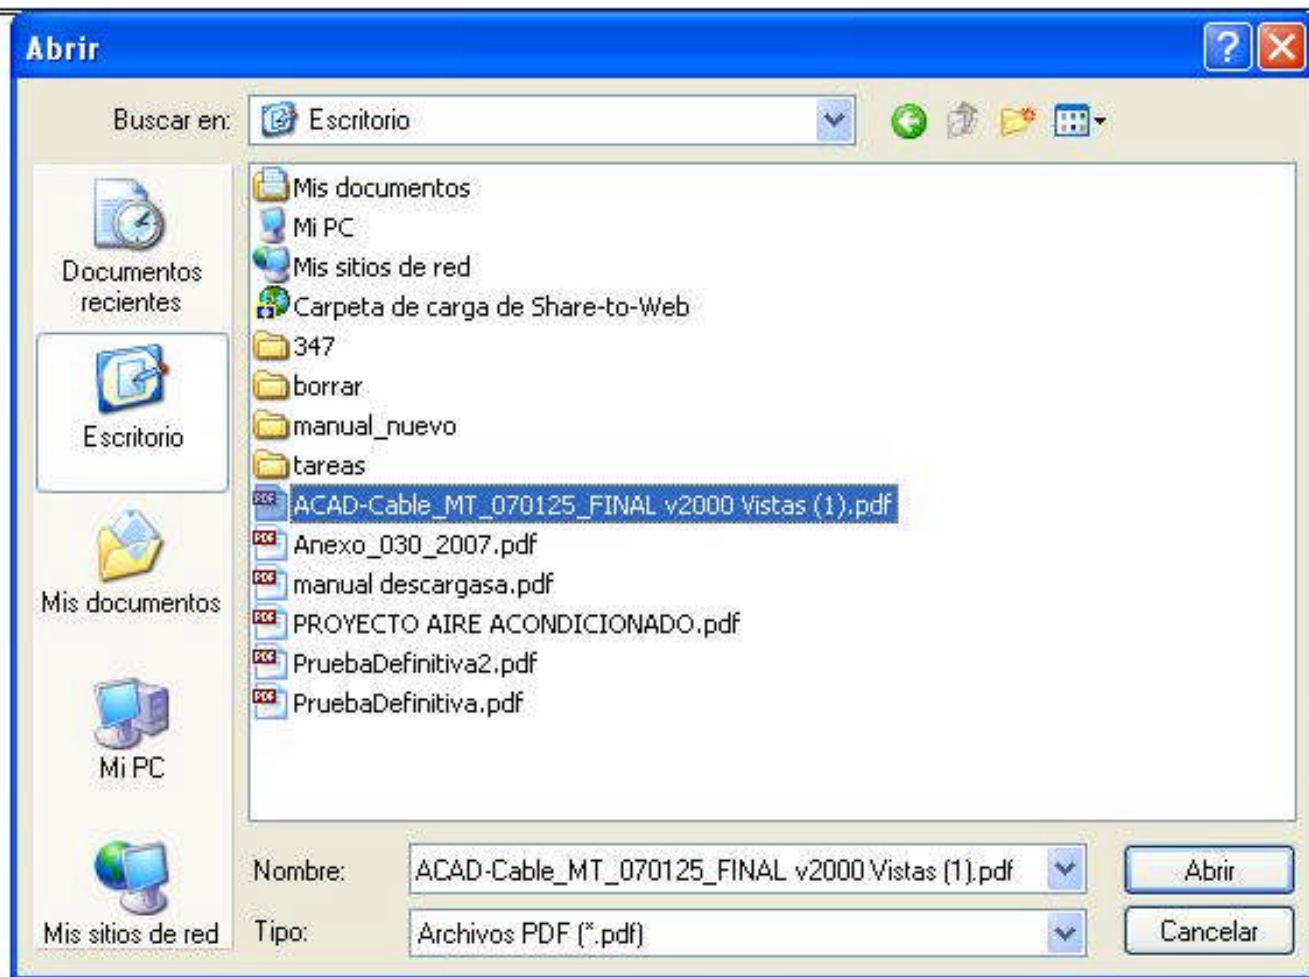 Abrir
Buscar en:
Escritorio
Documentos
recientes
Escritorio
Mis documentos
Mi PC
Mis sitios de red
Mis documentos
Mi PC
Mis sitios de red
Carpeta de carga de Share-to-Web
347
borrar
manual_nuevo
tareas
ACAD-Cable_MT_070125_FINAL v2000 Vistas (1).pdf
Anexo_030_2007.pdf
manual descargasa.pdf
PROYECTO AIRE ACONDICIONADO.pdf
PruebaDefinitiva2.pdf
PruebaDefinitiva.pdf
Nombre:
ACAD-Cable_MT_070125_FINAL v2000 Vistas (1).pdf
Abrir
Tipo:
Archivos PDF (*.pdf)
Cancelar